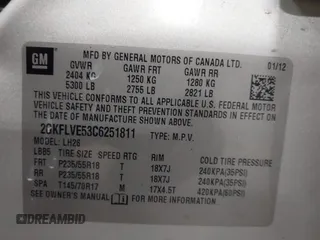 GM
MFD BY GENERAL MOTORS OF CANADA LTD. 01/12
GVWR GAWR FRT GAWR RR
2404 KG 1250 KG 1280 KG
5300 LB 2755 LB 2821 LB
THIS VEHICLE CONFORMS TO ALL APPLICABLE U.S. FEDERAL
MOTOR VEHICLE SAFETY, BUMPER, AND THEFT
PREVENTION STANDARDS IN EFFECT ON THE DATE OF
MANUFACTURE SHOWN ABOVE.
2GKFLVE53C6251811 TYPE: M.P.V.
MODEL: LH26
TIRE SIZE SPEED RTG RIM COLD TIRE PRESSURE
FRT P235/55R18 T 18X7J 240KPA(35PSI)
RR P235/55R18 T 18X7J 240KPA(35PSI)
SPA T145/70R17 M 17X4.5T 420KPA(60PSI)
SEE OWNER'S MANUAL FOR ADDITIONAL INFORMATION.
DREAMBID